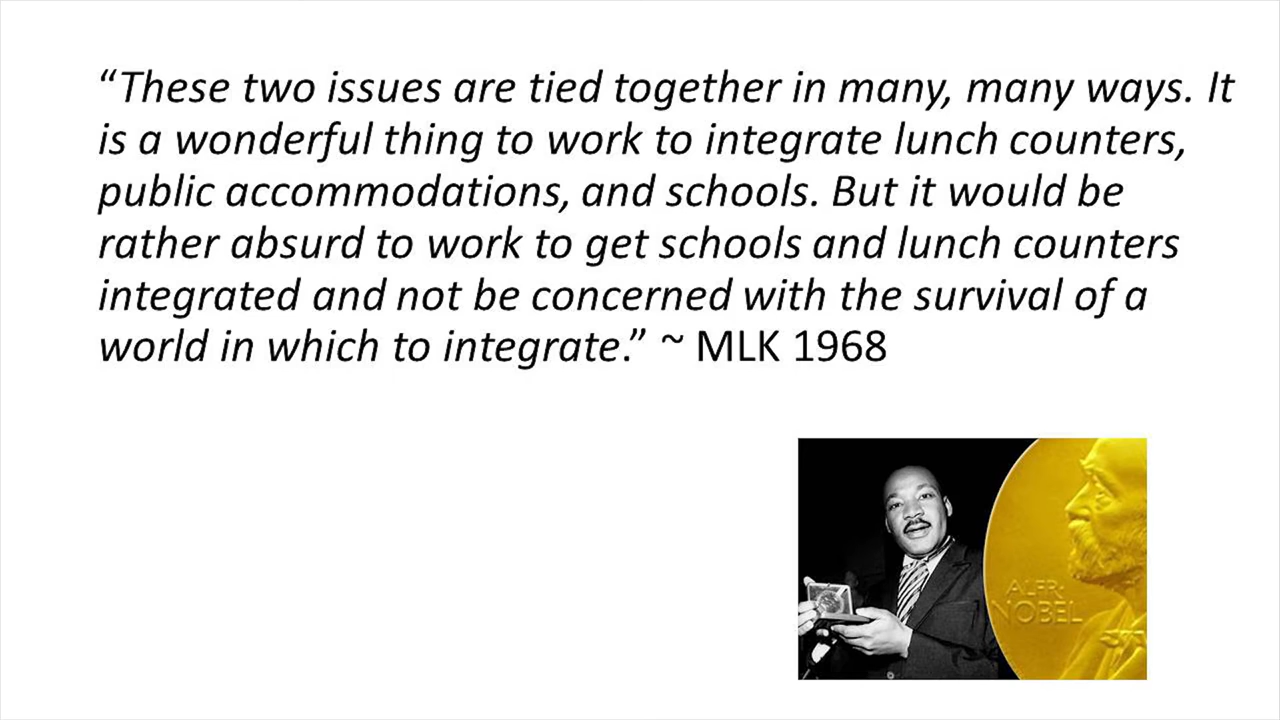 “These two issues are tied together in many, many ways. It
is a wonderful thing to work to integrate lunch counters,
public accommodations, and schools. But it would be
rather absurd to work to get schools and lunch counters
integrated and not be concerned with the survival of a
world in which to integrate.” ~ MLK 1968
ALFR·
NOBEL